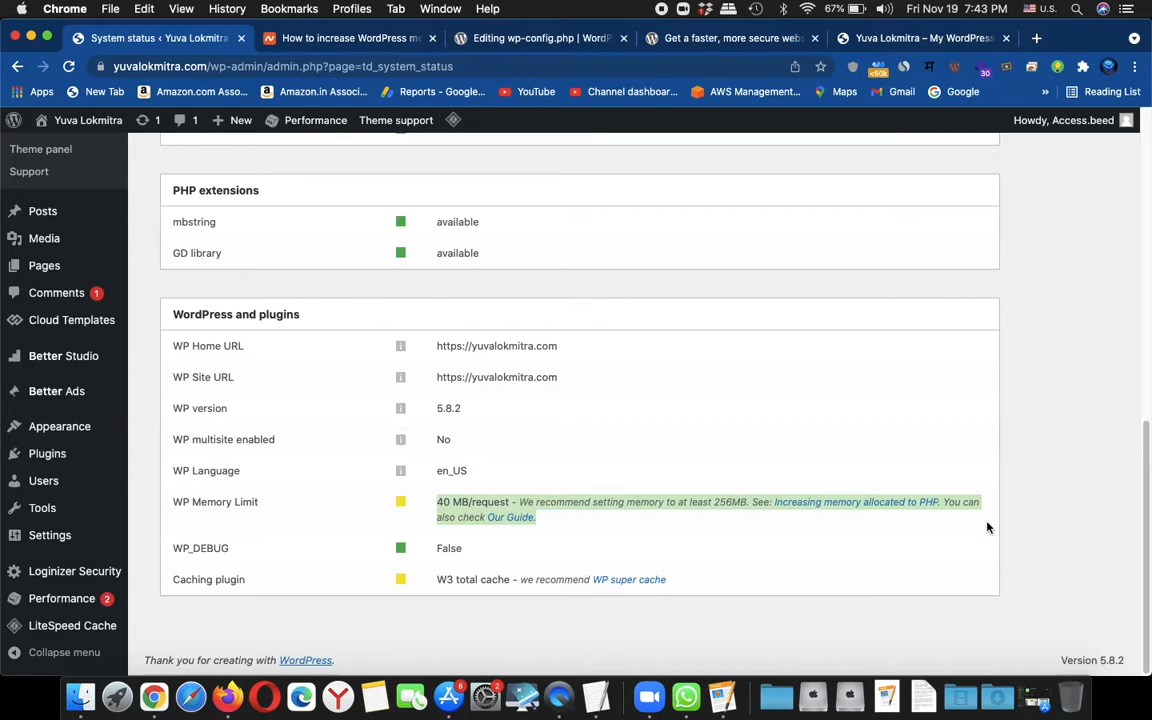 Chrome File Edit View History Bookmarks Profiles Tab Window Help 67% Fri Nov 19 7:43 PM U.S.
System status ‹ Yuva Lokmitra How to increase WordPress m Editing wp-config.php | Word Get a faster, more secure web Yuva Lokmitra – My WordPress
yuvalokmitra.com/wp-admin/admin.php?page=td_system_status <50k 30
Apps New Tab Amazon.com Asso... Amazon.in Associ... Reports - Google... YouTube Channel dashboar... AWS Management... Maps Gmail Google » Reading List
Yuva Lokmitra 1 1 New Performance Theme support Howdy, Access.beed
Theme panel
Support
Posts
Media
Pages
Comments 1
Cloud Templates
Better Studio
Better Ads
Appearance
Plugins
Users
Tools
Settings
Loginizer Security
Performance 2
LiteSpeed Cache
Collapse menu
PHP extensions
mbstring available
GD library available
WordPress and plugins
WP Home URL https://yuvalokmitra.com
WP Site URL https://yuvalokmitra.com
WP version 5.8.2
WP multisite enabled No
WP Language en_US
WP Memory Limit 40 MB/request - We recommend setting memory to at least 256MB. See: Increasing memory allocated to PHP. You can
also check Our Guide.
WP_DEBUG False
Caching plugin W3 total cache - we recommend WP super cache
Thank you for creating with WordPress. Version 5.8.2
8 2